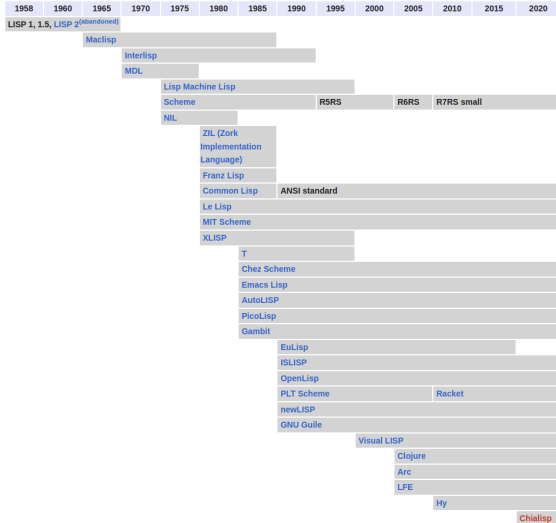 1958 1960 1965 1970 1975 1980 1985 1990 1995 2000 2005 2010 2015 2020
LISP 1, 1.5, LISP 2(abandoned)
Maclisp
Interlisp
MDL
Lisp Machine Lisp
Scheme R5RS R6RS R7RS small
NIL
ZIL (Zork
Implementation
Language)
Franz Lisp
Common Lisp ANSI standard
Le Lisp
MIT Scheme
XLISP
T
Chez Scheme
Emacs Lisp
AutoLISP
PicoLisp
Gambit
EuLisp
ISLISP
OpenLisp
PLT Scheme Racket
newLISP
GNU Guile
Visual LISP
Clojure
Arc
LFE
Hy
Chialisp